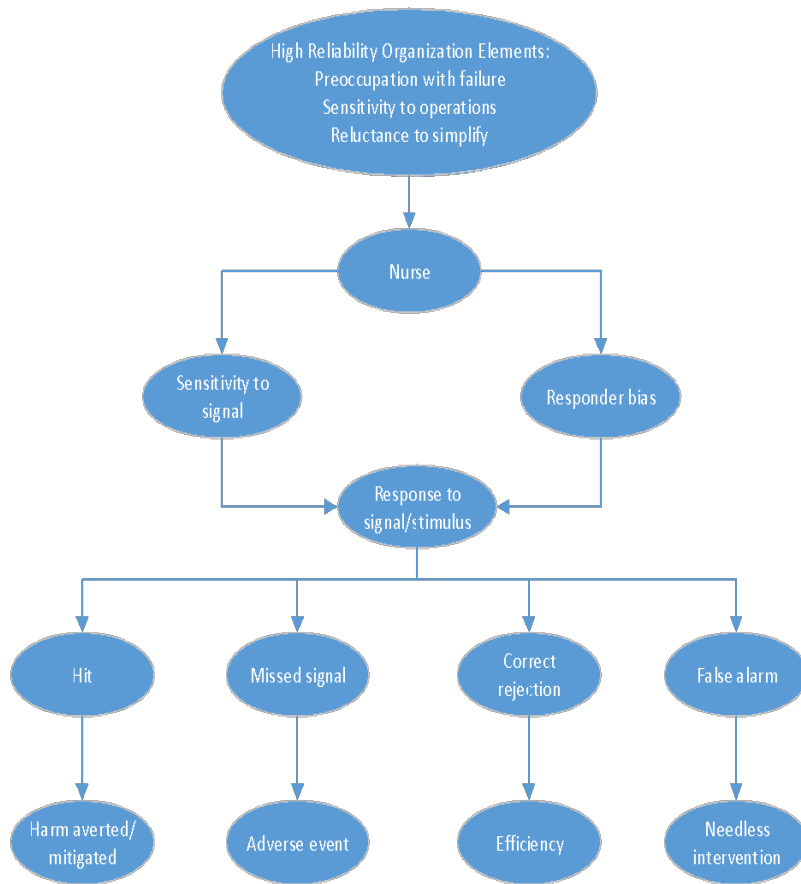 High Reliability Organization Elements:
Preoccupation with failure
Sensitivity to operations
Reluctance to simplify
Nurse
Sensitivity to
signal
Responder bias
Response to
signal/stimulus
Hit
Missed signal
Correct
rejection
False alarm
Harm averted/
mitigated
Adverse event
Efficiency
Needless
intervention